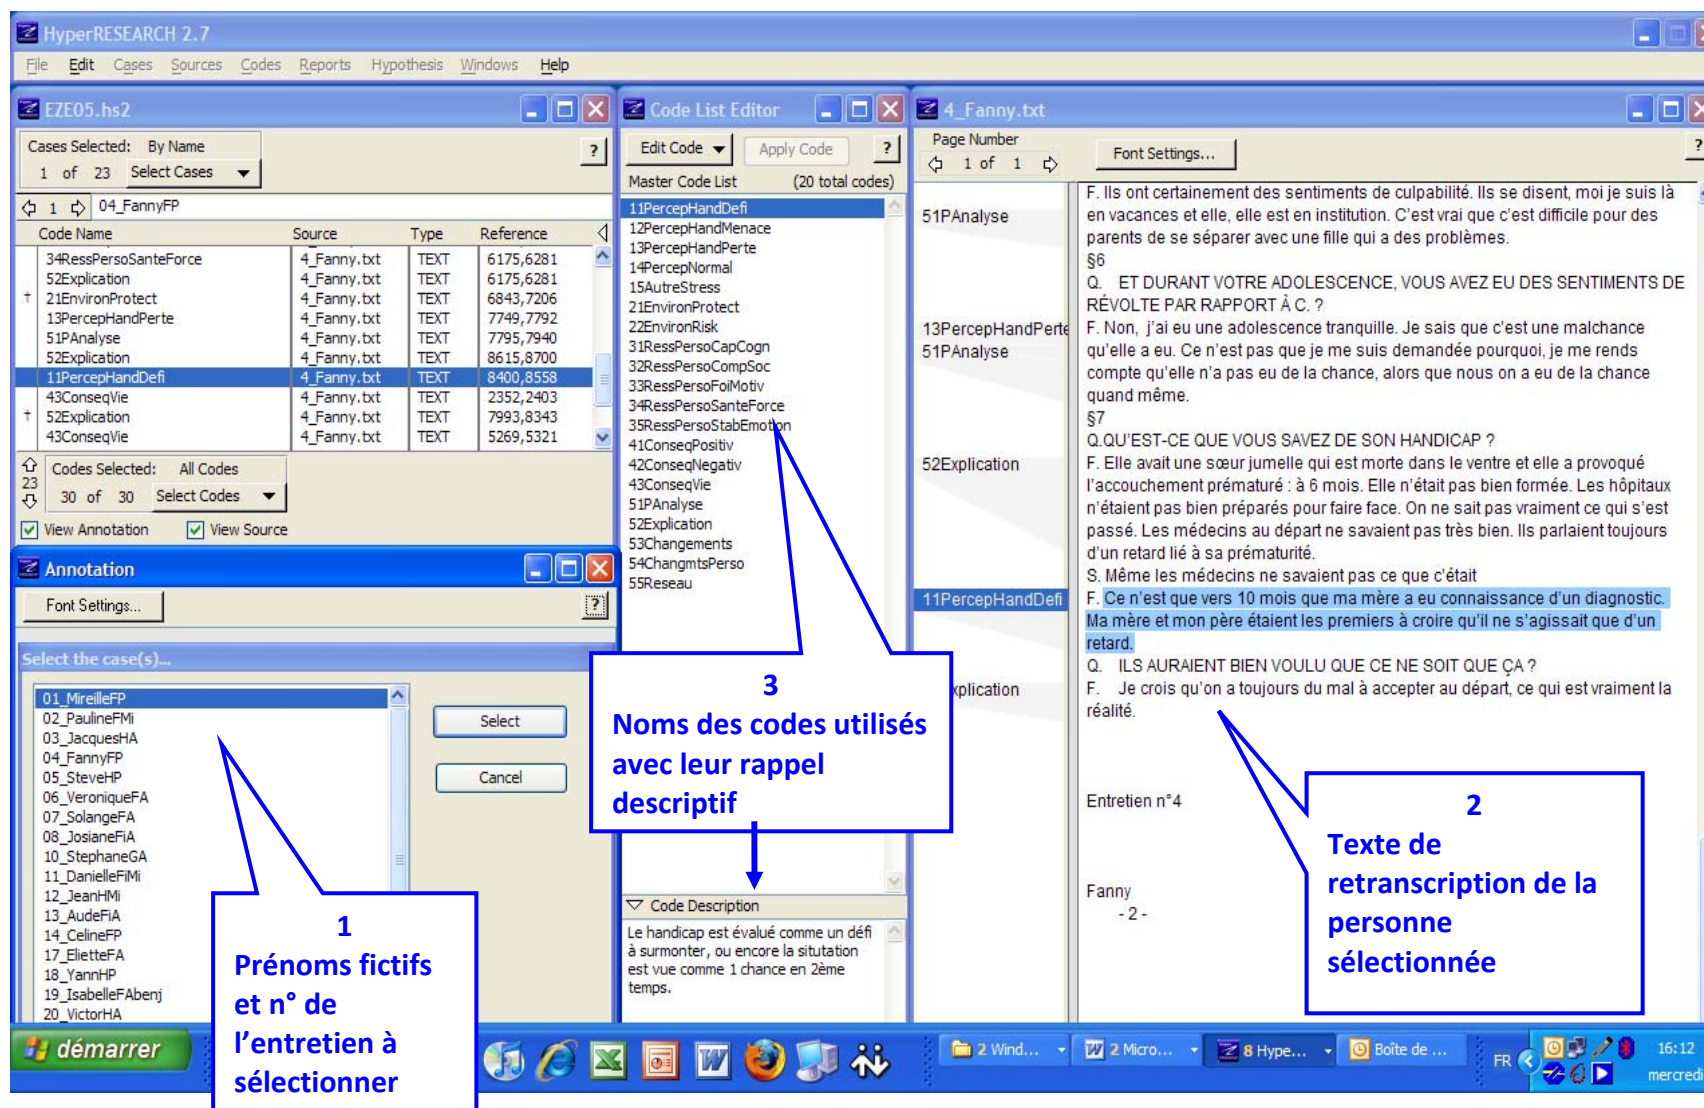 HyperRESEARCH 2.7
File Edit Cases Sources Codes Reports Hypothesis Windows Help
EZE05.hs2
Cases Selected: By Name
1 of 23 Select Cases
?
1 04_FannyFP
Code Name Source Type Reference
34RessPersoSanteForce 4_Fanny.txt TEXT 6175,6281
52Explication 4_Fanny.txt TEXT 6175,6281
† 21EnvironProtect 4_Fanny.txt TEXT 6843,7206
13PercepHandPerte 4_Fanny.txt TEXT 7749,7792
51PAnalyse 4_Fanny.txt TEXT 7795,7940
52Explication 4_Fanny.txt TEXT 8615,8700
11PercepHandDefi 4_Fanny.txt TEXT 8400,8558
43ConseqVie 4_Fanny.txt TEXT 2352,2403
† 52Explication 4_Fanny.txt TEXT 7993,8343
43ConseqVie 4_Fanny.txt TEXT 5269,5321
23
Codes Selected: All Codes
30 of 30 Select Codes
View Annotation View Source
Annotation
Font Settings...
?
Select the case(s)...
01_MireilleFP
02_PaulineFMi
03_JacquesHA
04_FannyFP
05_SteveHP
06_VeroniqueFA
07_SolangeFA
08_JosianeFiA
10_StephaneGA
11_DanielleFiMi
12_JeanHMi
13_AudeFiA
14_CelineFP
17_ElietteFA
18_YannHP
19_IsabelleFAbenj
20_VictorHA
Select
Cancel
1
Prénoms fictifs
et n° de
l’entretien à
sélectionner
Code List Editor
Edit Code Apply Code ?
Master Code List (20 total codes)
11PercepHandDefi
12PercepHandMenace
13PercepHandPerte
14PercepNormal
15AutreStress
21EnvironProtect
22EnvironRisk
31RessPersoCapCogn
32RessPersoCompSoc
33RessPersoFoiMotiv
34RessPersoSanteForce
35RessPersoStabEmotion
41ConseqPositiv
42ConseqNegativ
43ConseqVie
51PAnalyse
52Explication
53Changements
54ChangmtsPerso
55Reseau
3
Noms des codes utilisés
avec leur rappel
descriptif
Code Description
Le handicap est évalué comme un défi
à surmonter, ou encore la situtation
est vue comme 1 chance en 2ème
temps.
4_Fanny.txt
Page Number
1 of 1
Font Settings...
?
51PAnalyse
13PercepHandPerte
51PAnalyse
52Explication
11PercepHandDefi
xplication
F. Ils ont certainement des sentiments de culpabilité. Ils se disent, moi je suis là
en vacances et elle, elle est en institution. C'est vrai que c'est difficile pour des
parents de se séparer avec une fille qui a des problèmes.
§6
Q. ET DURANT VOTRE ADOLESCENCE, VOUS AVEZ EU DES SENTIMENTS DE
RÉVOLTE PAR RAPPORT À C. ?
F. Non, j'ai eu une adolescence tranquille. Je sais que c'est une malchance
qu'elle a eu. Ce n'est pas que je me suis demandée pourquoi, je me rends
compte qu'elle n'a pas eu de la chance, alors que nous on a eu de la chance
quand même.
§7
Q.QU'EST-CE QUE VOUS SAVEZ DE SON HANDICAP ?
F. Elle avait une sœur jumelle qui est morte dans le ventre et elle a provoqué
l'accouchement prématuré : à 6 mois. Elle n'était pas bien formée. Les hôpitaux
n'étaient pas bien préparés pour faire face. On ne sait pas vraiment ce qui s'est
passé. Les médecins au départ ne savaient pas très bien. Ils parlaient toujours
d'un retard lié à sa prématurité.
S. Même les médecins ne savaient pas ce que c'était
F. Ce n'est que vers 10 mois que ma mère a eu connaissance d'un diagnostic.
Ma mère et mon père étaient les premiers à croire qu'il ne s'agissait que d'un
retard.
Q. ILS AURAIENT BIEN VOULU QUE CE NE SOIT QUE ÇA ?
F. Je crois qu'on a toujours du mal à accepter au départ, ce qui est vraiment la
réalité.
Entretien n°4
Fanny
- 2 -
2
Texte de
retranscription de la
personne
sélectionnée
démarrer
2 Wind...
2 Micro...
8 Hype...
Boîte de ...
FR
16:12
mercredi